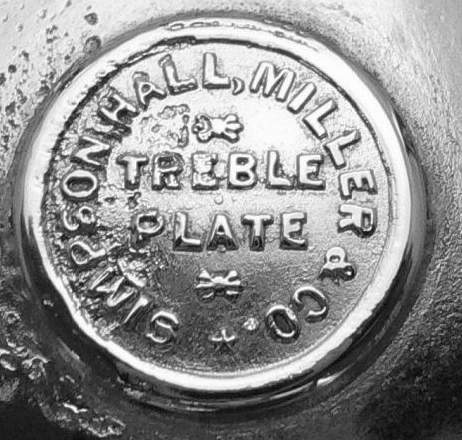 SIMPSON, HALL, MILLER & CO.
TREBLE
PLATE